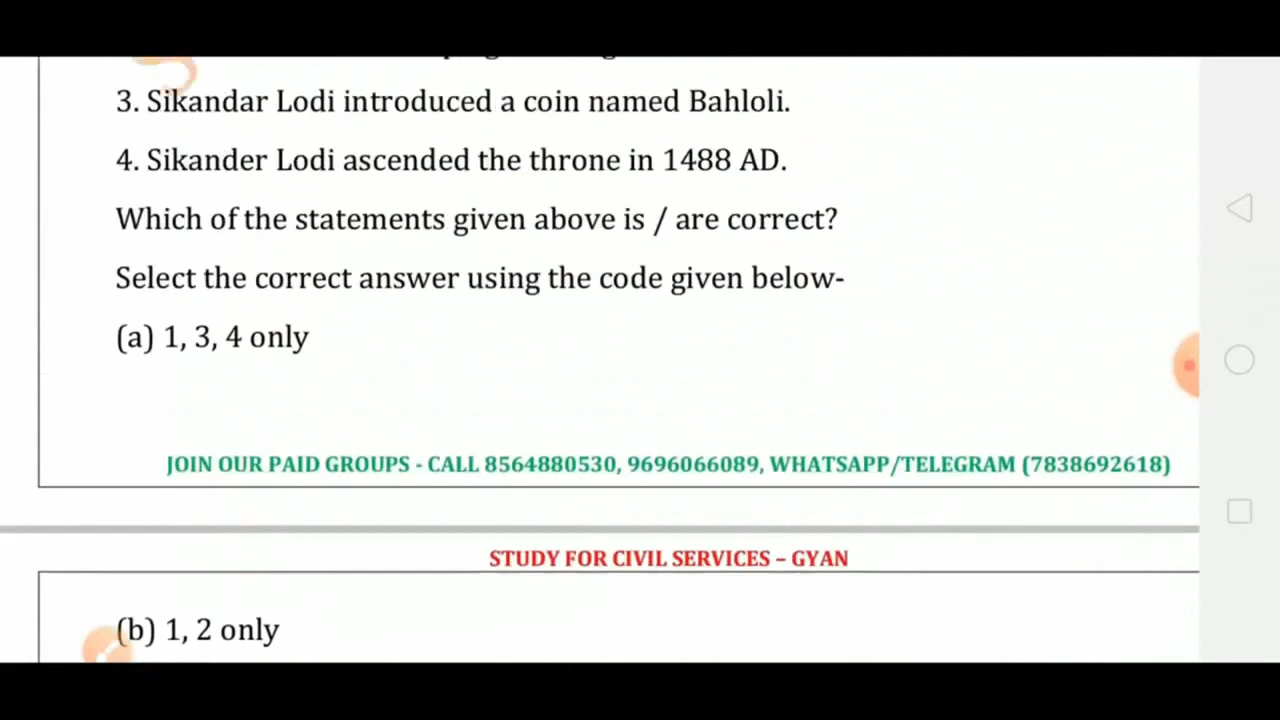 3. Sikandar Lodi introduced a coin named Bahloli.
4. Sikander Lodi ascended the throne in 1488 AD.
Which of the statements given above is / are correct?
Select the correct answer using the code given below-
(a) 1, 3, 4 only
JOIN OUR PAID GROUPS - CALL 8564880530, 9696066089, WHATSAPP/TELEGRAM (7838692618)
STUDY FOR CIVIL SERVICES – GYAN
(b) 1, 2 only